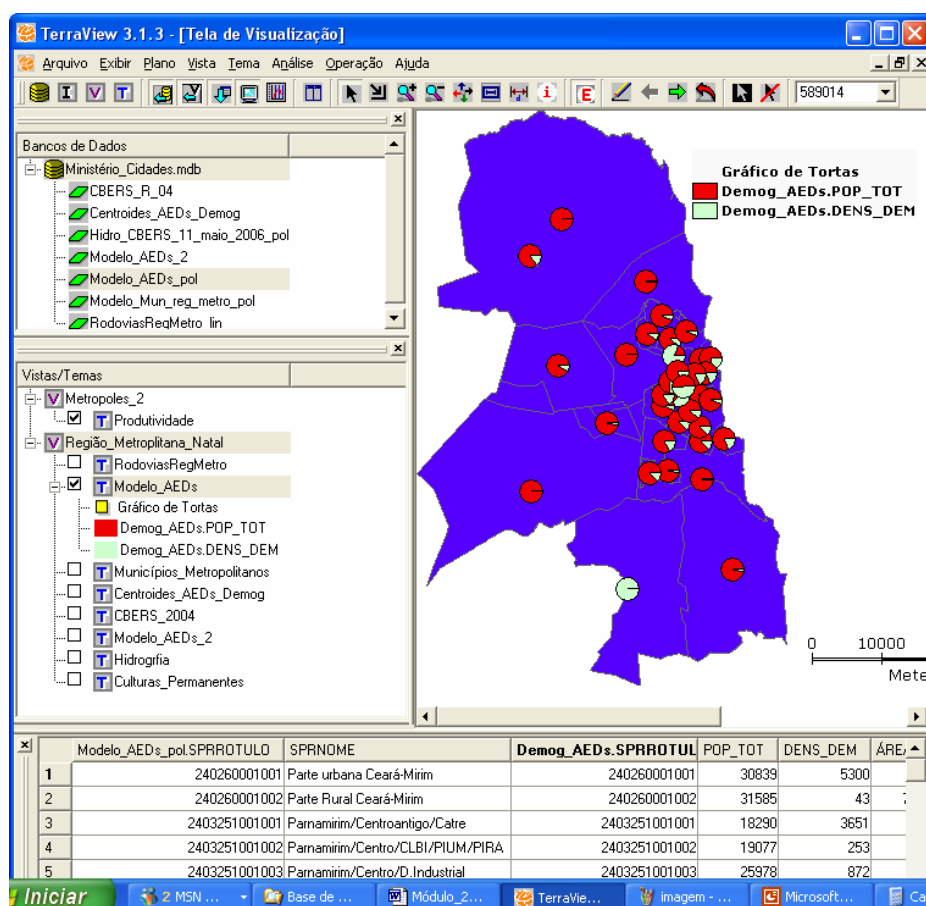 TerraView 3.1.3 - [Tela de Visualização]
Arquivo Exibir Plano Vista Tema Análise Operação Ajuda
I V T E 589014
Bancos de Dados
Ministério_Cidades.mdb
CBERS_R_04
Centroides_AEDs_Demog
Hidro_CBERS_11_maio_2006_pol
Modelo_AEDs_2
Modelo_AEDs_pol
Modelo_Mun_reg_metro_pol
RodoviasRegMetro_lin
Vistas/Temas
V Metropoles_2
T Produtividade
V Região_Metroplitana_Natal
T RodoviasRegMetro
T Modelo_AEDs
Gráfico de Tortas
Demog_AEDs.POP_TOT
Demog_AEDs.DENS_DEM
T Municípios_Metropolitanos
T Centroides_AEDs_Demog
T CBERS_2004
T Modelo_AEDs_2
T Hidogrfia
T Culturas_Permanentes
Gráfico de Tortas
Demog_AEDs.POP_TOT
Demog_AEDs.DENS_DEM
0 10000
Mete
Modelo_AEDs_pol.SPRROTULO SPRNOME Demog_AEDs.SPRROTUL POP_TOT DENS_DEM ÁRE
1 240260001001 Parte urbana Ceará-Mirim 240260001001 30839 5300
2 240260001002 Parte Rural Ceará-Mirim 240260001002 31585 43
3 2403251001001 Parnamirim/Centroantigo/Catre 2403251001001 18290 3651
4 2403251001002 Parnamirim/Centro/CLBI/PIUM/PIRA 2403251001002 19077 253
5 2403251001003 Parnamirim/Centro/D.Industrial 2403251001003 25978 872
Iniciar 2 MSN ... Base de ... Módulo_2... TerraVie... imagem - ... Microsoft... Ca